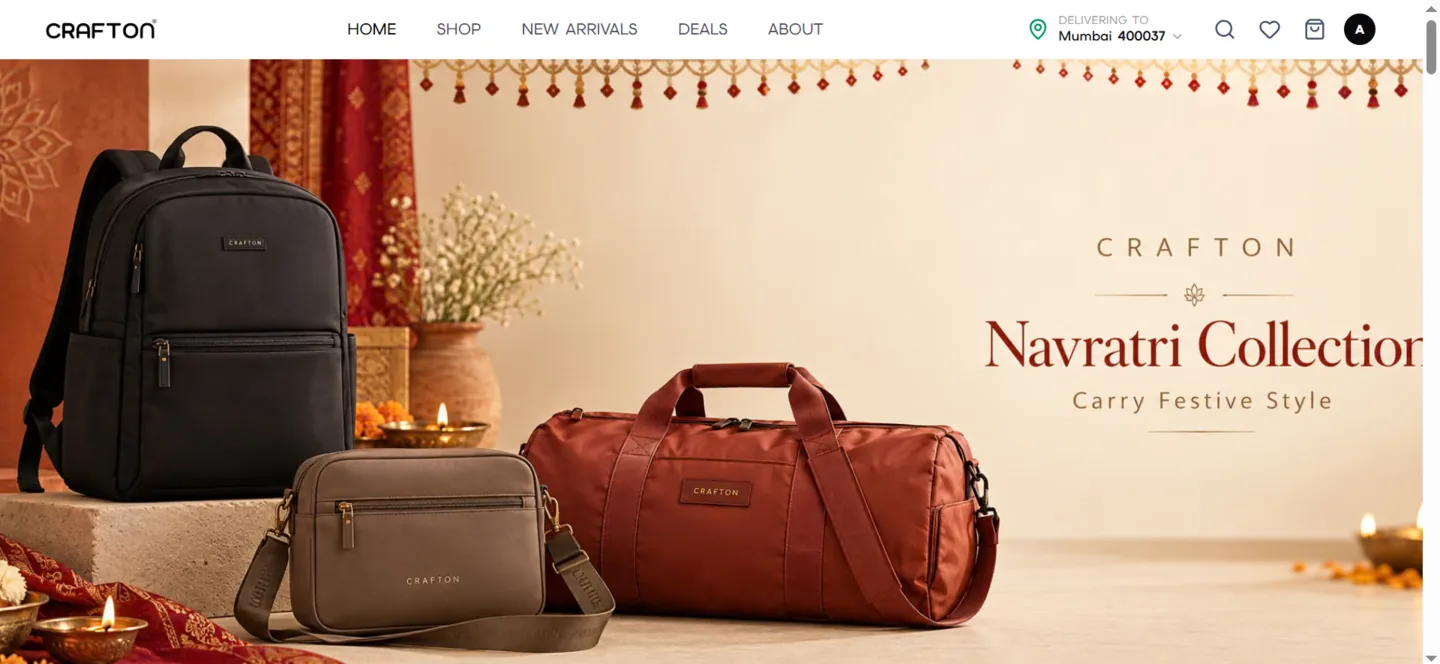 CRAFTON®
HOME
SHOP
NEW ARRIVALS
DEALS
ABOUT
DELIVERING TO
Mumbai 400037
A
CRAFTON
CRAFTON
Navratri Collection
Carry Festive Style
CRAFTON
CRAFTON